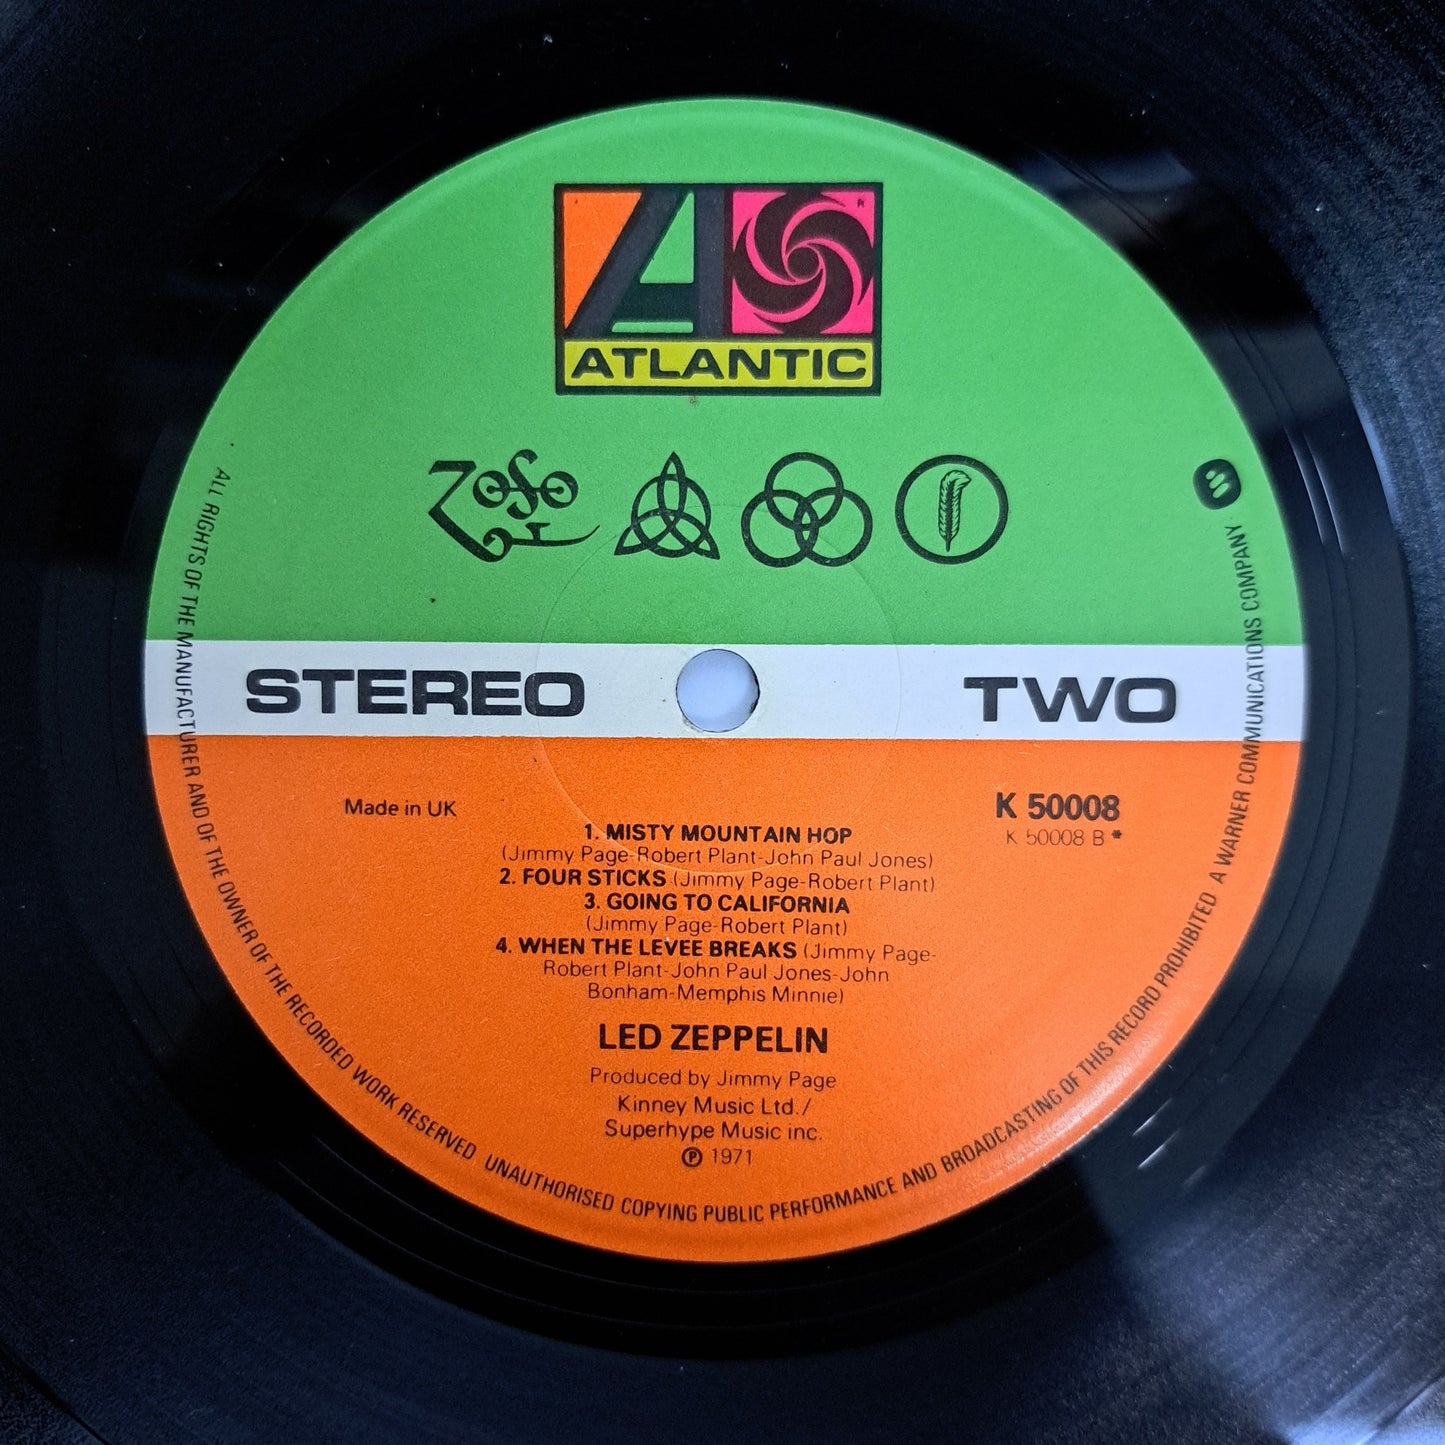 ATLANTIC
Zoso
STEREO TWO
Made in UK
K 50008
K 50008 B*
1. MISTY MOUNTAIN HOP
(Jimmy Page-Robert Plant-John Paul Jones)
2. FOUR STICKS (Jimmy Page-Robert Plant)
3. GOING TO CALIFORNIA
(Jimmy Page-Robert Plant)
4. WHEN THE LEVEE BREAKS (Jimmy Page-
Robert Plant-John Paul Jones-John
Bonham-Memphis Minnie)
LED ZEPPELIN
Produced by Jimmy Page
Kinney Music Ltd./
Superhype Music inc.
℗ 1971
ALL RIGHTS OF THE MANUFACTURER AND OF THE OWNER OF THE RECORDED WORK RESERVED UNAUTHORISED COPYING PUBLIC PERFORMANCE AND BROADCASTING OF THIS RECORD PROHIBITED A WARNER COMMUNICATIONS COMPANY